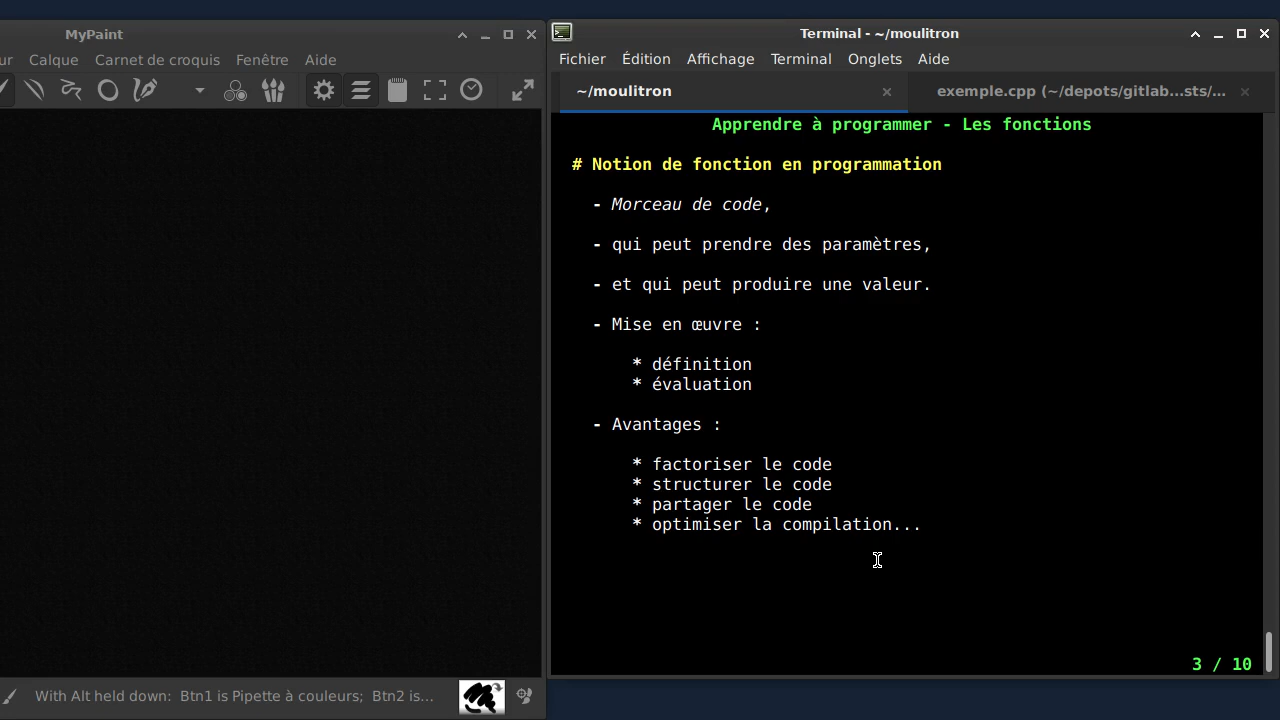 MyPaint
Calque Carnet de croquis Fenêtre Aide
With Alt held down: Btn1 is Pipette à couleurs; Btn2 is...
Terminal - ~/moulitron
Fichier Édition Affichage Terminal Onglets Aide
~/moulitron
exemple.cpp (~/depots/gitlab...sts/...
Apprendre à programmer - Les fonctions
# Notion de fonction en programmation
- Morceau de code,
- qui peut prendre des paramètres,
- et qui peut produire une valeur.
- Mise en œuvre :
* définition
* évaluation
- Avantages :
* factoriser le code
* structurer le code
* partager le code
* optimiser la compilation...
3 / 10